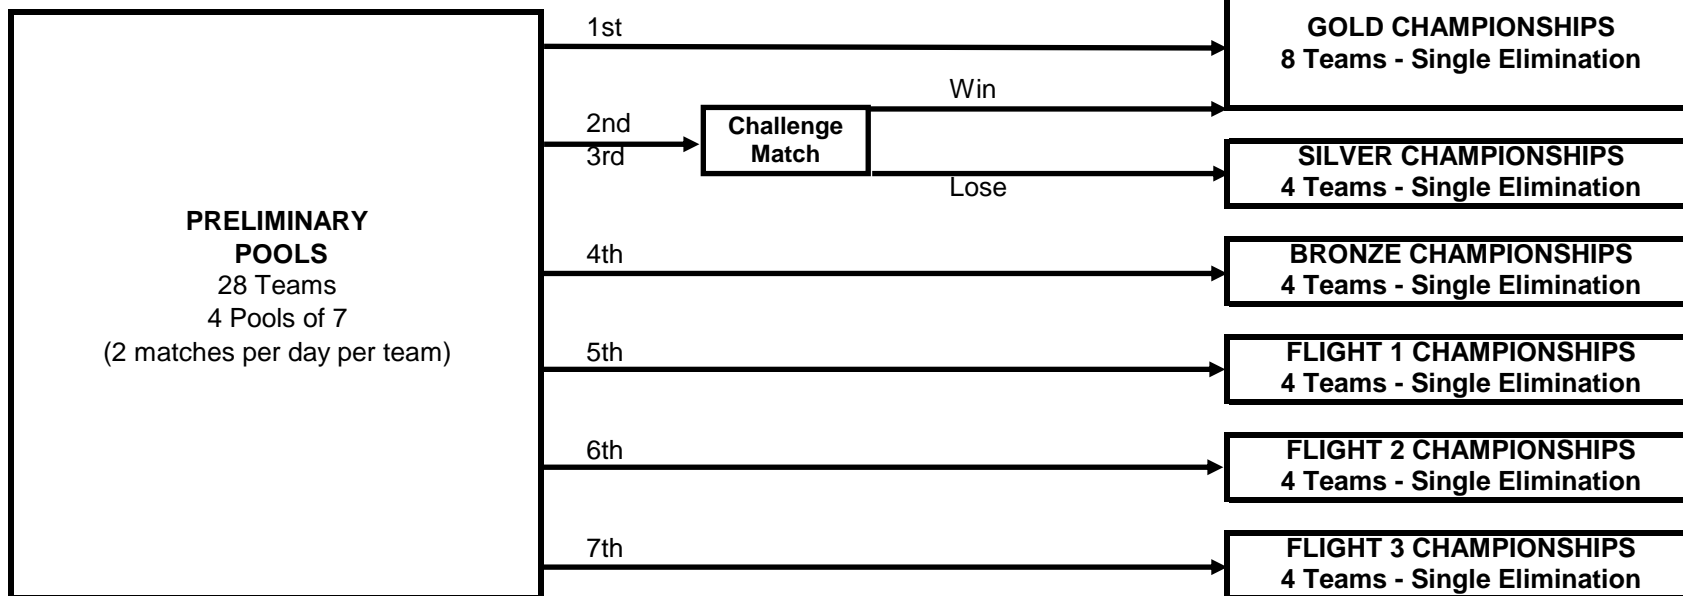 PRELIMINARY
POOLS
28 Teams
4 Pools of 7
(2 matches per day per team)
1st
2nd
3rd
4th
5th
6th
7th
Challenge
Match
Win
Lose
GOLD CHAMPIONSHIPS
8 Teams - Single Elimination
SILVER CHAMPIONSHIPS
4 Teams - Single Elimination
BRONZE CHAMPIONSHIPS
4 Teams - Single Elimination
FLIGHT 1 CHAMPIONSHIPS
4 Teams - Single Elimination
FLIGHT 2 CHAMPIONSHIPS
4 Teams - Single Elimination
FLIGHT 3 CHAMPIONSHIPS
4 Teams - Single Elimination